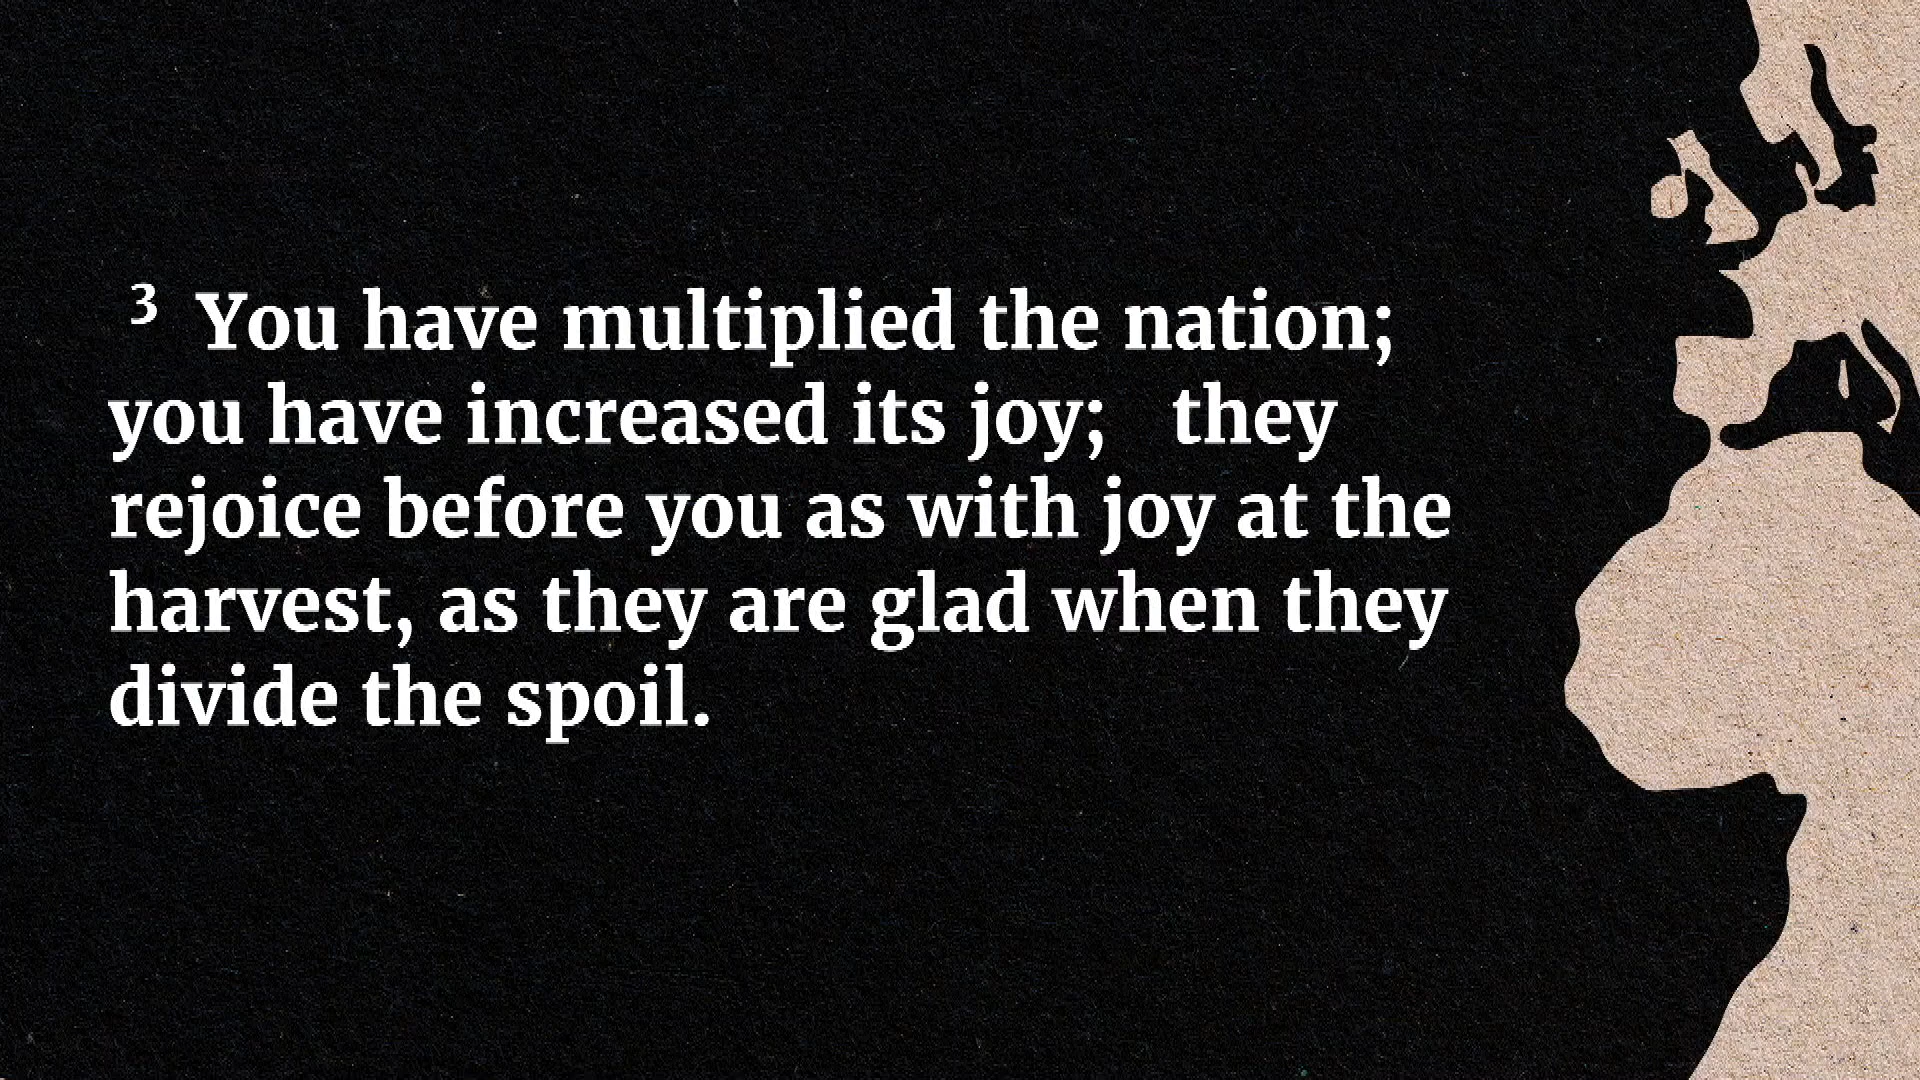 3 You have multiplied the nation;
you have increased its joy; they
rejoice before you as with joy at the
harvest, as they are glad when they
divide the spoil.